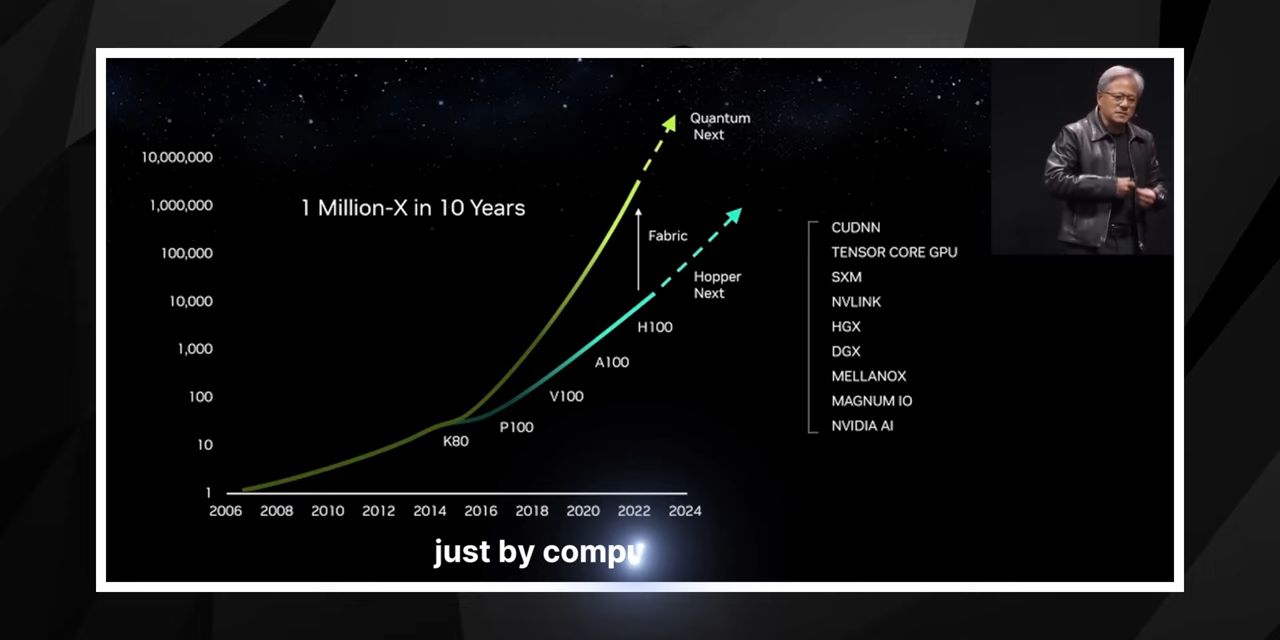 Quantum
Next
10,000,000
1 Million-X in 10 Years
1,000,000
Fabric
100,000
Hopper
Next
10,000
H100
1,000
A100
100
V100
P100
10
K80
1
2006 2008 2010 2012 2014 2016 2018 2020 2022 2024
CUDNN
TENSOR CORE GPU
SXM
NVLINK
HGX
DGX
MELLANOX
MAGNUM IO
NVIDIA AI
just by compu